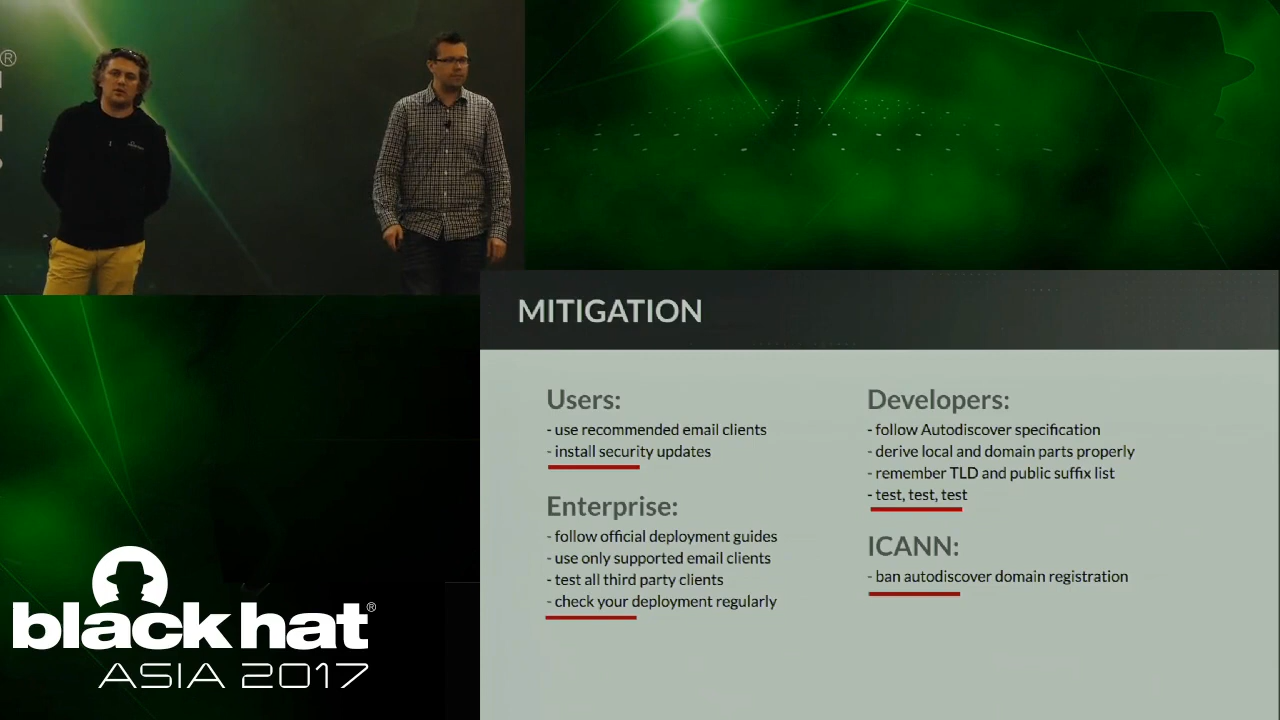 MITIGATION
Users:
- use recommended email clients
- install security updates
Enterprise:
- follow official deployment guides
- use only supported email clients
- test all third party clients
- check your deployment regularly
Developers:
- follow Autodiscover specification
- derive local and domain parts properly
- remember TLD and public suffix list
- test, test, test
ICANN:
- ban autodiscover domain registration
black hat®
ASIA 2017